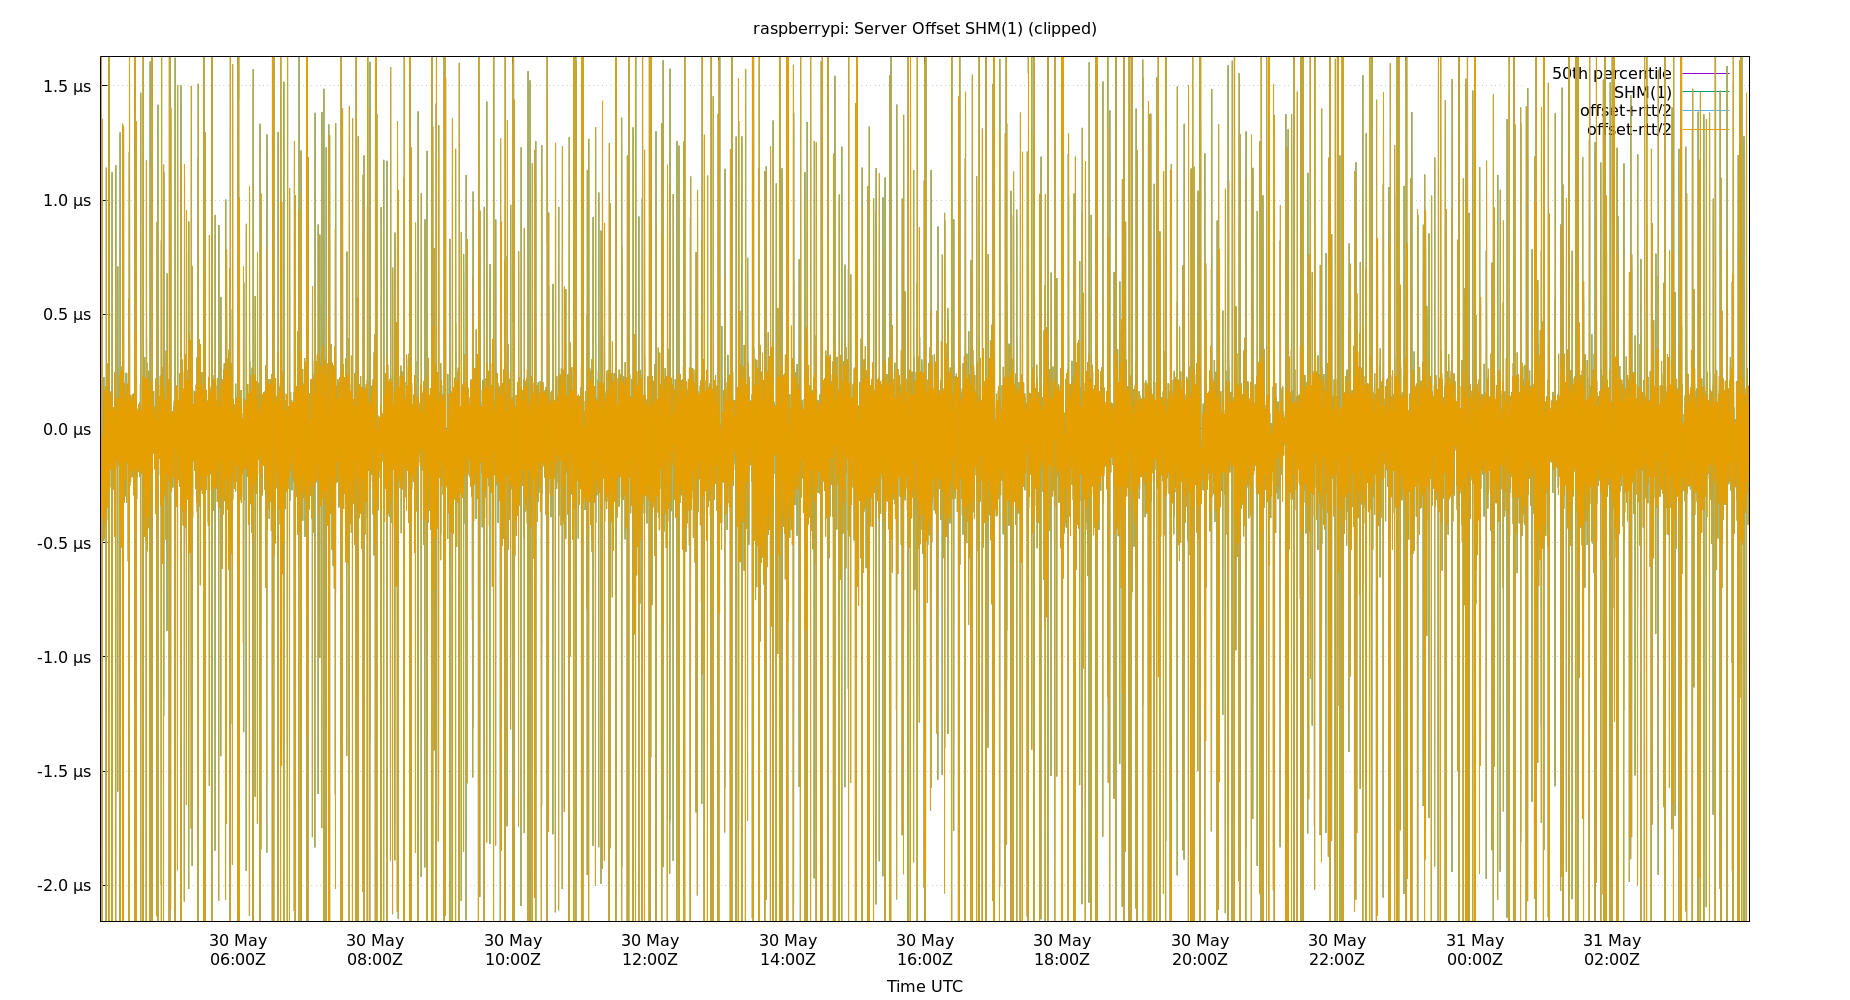 raspberrypi: Server Offset SHM(1) (clipped)
1.5 µs
1.0 µs
0.5 µs
0.0 µs
-0.5 µs
-1.0 µs
-1.5 µs
-2.0 µs
50th percentile
SHM(1)
offset+rtt/2
offset-rtt/2
30 May 30 May 30 May 30 May 30 May 30 May 30 May 30 May 30 May 31 May 31 May
06:00Z 08:00Z 10:00Z 12:00Z 14:00Z 16:00Z 18:00Z 20:00Z 22:00Z 00:00Z 02:00Z
Time UTC